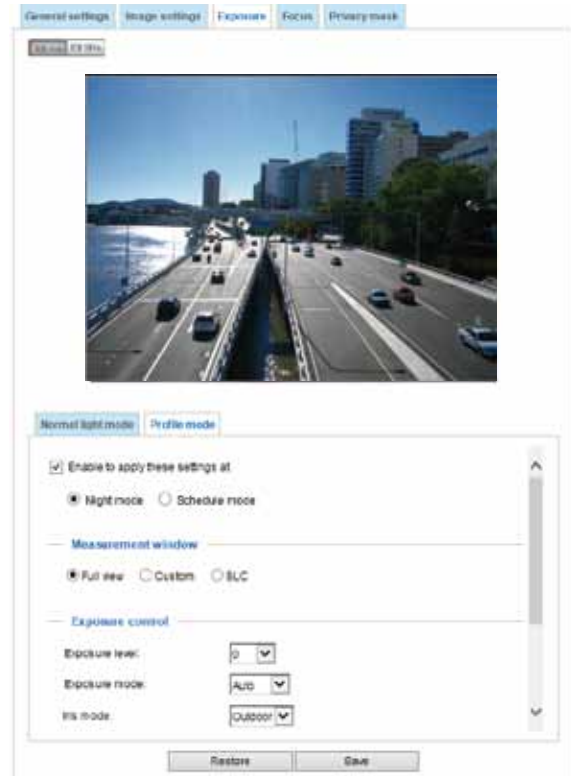 General settings Image settings Exposure Focus Privacy mask
Normal light mode Profile mode
Enable to apply these settings at
Night mode Schedule mode
Measurement window
Full view Custom BLC
Exposure control
Exposure level: 0
Exposure mode: Auto
Iris mode: Outdoor
Restore Save